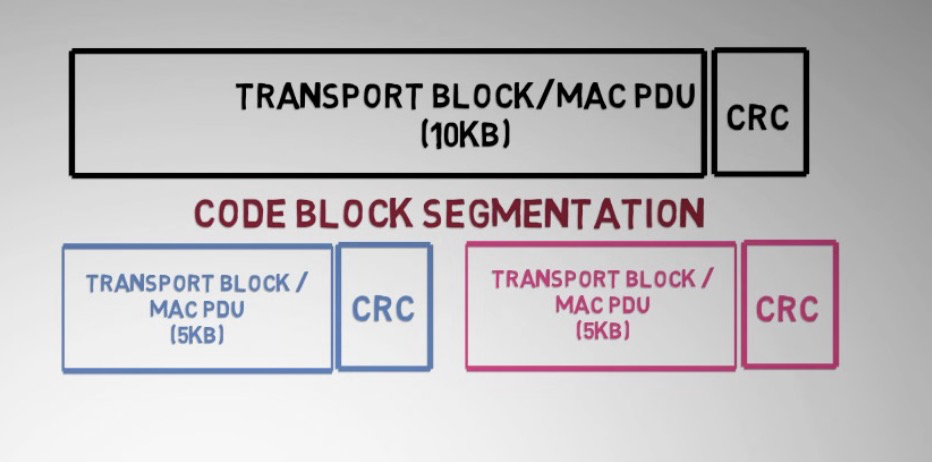 TRANSPORT BLOCK/MAC PDU
(10KB)
CRC
CODE BLOCK SEGMENTATION
TRANSPORT BLOCK /
MAC PDU
(5KB)
CRC
TRANSPORT BLOCK /
MAC PDU
(5KB)
CRC